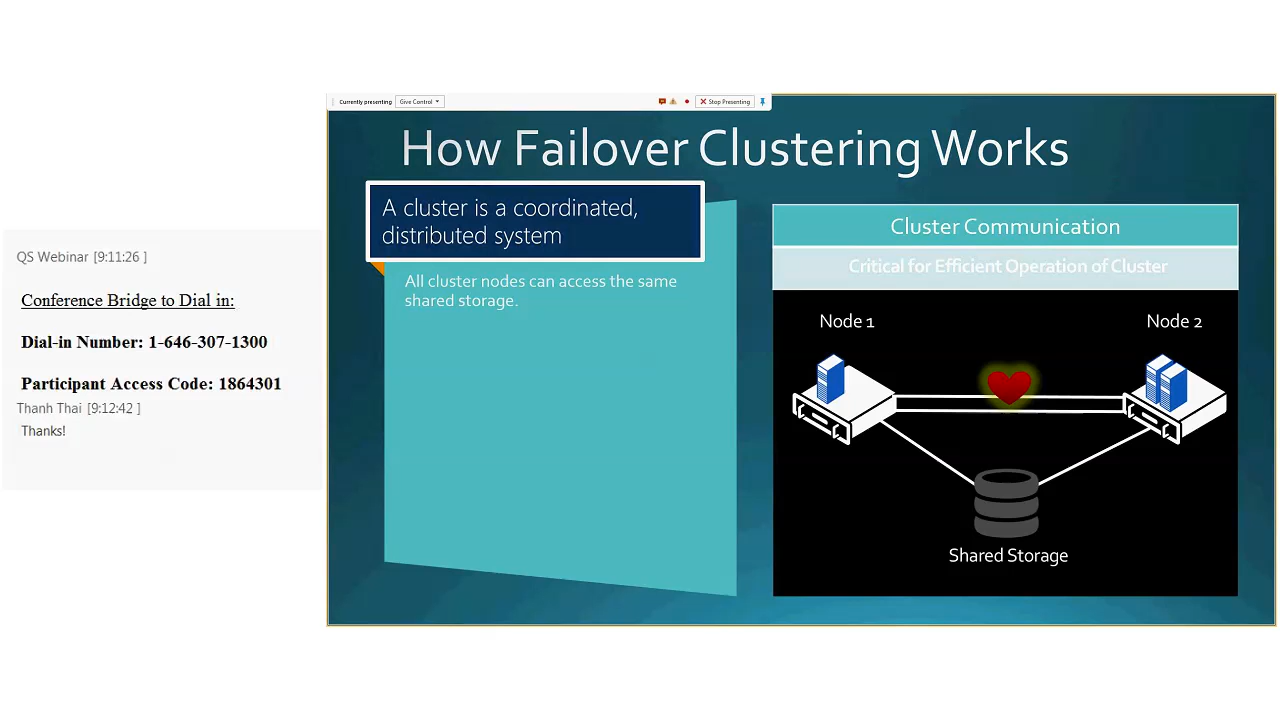 QS Webinar [9:11:26 ]
Conference Bridge to Dial in:
Dial-in Number: 1-646-307-1300
Participant Access Code: 1864301
Thanh Thai [9:12:42 ]
Thanks!
Currently presenting
Give Control
Stop Presenting
How Failover Clustering Works
A cluster is a coordinated,
distributed system
All cluster nodes can access the same
shared storage.
Cluster Communication
Critical for Efficient Operation of Cluster
Node 1
Node 2
Shared Storage